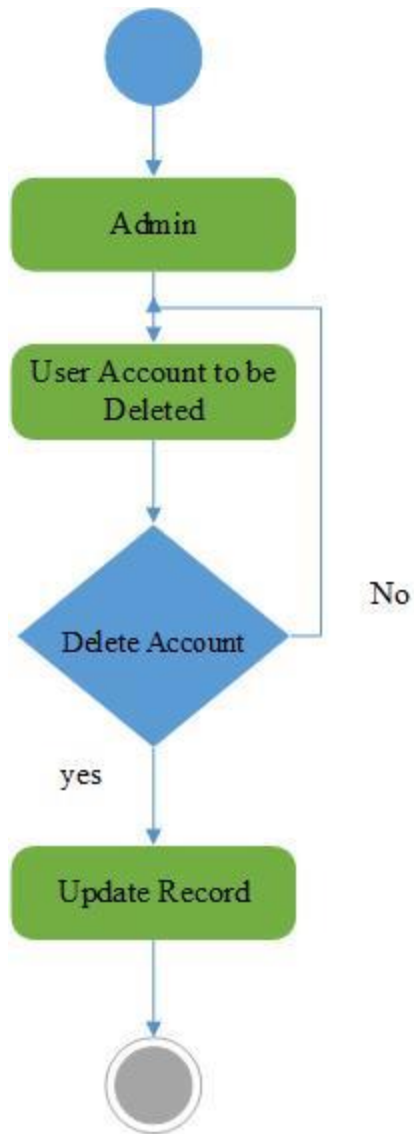 Admin
User Account to be
Deleted
Delete Account
No
yes
Update Record